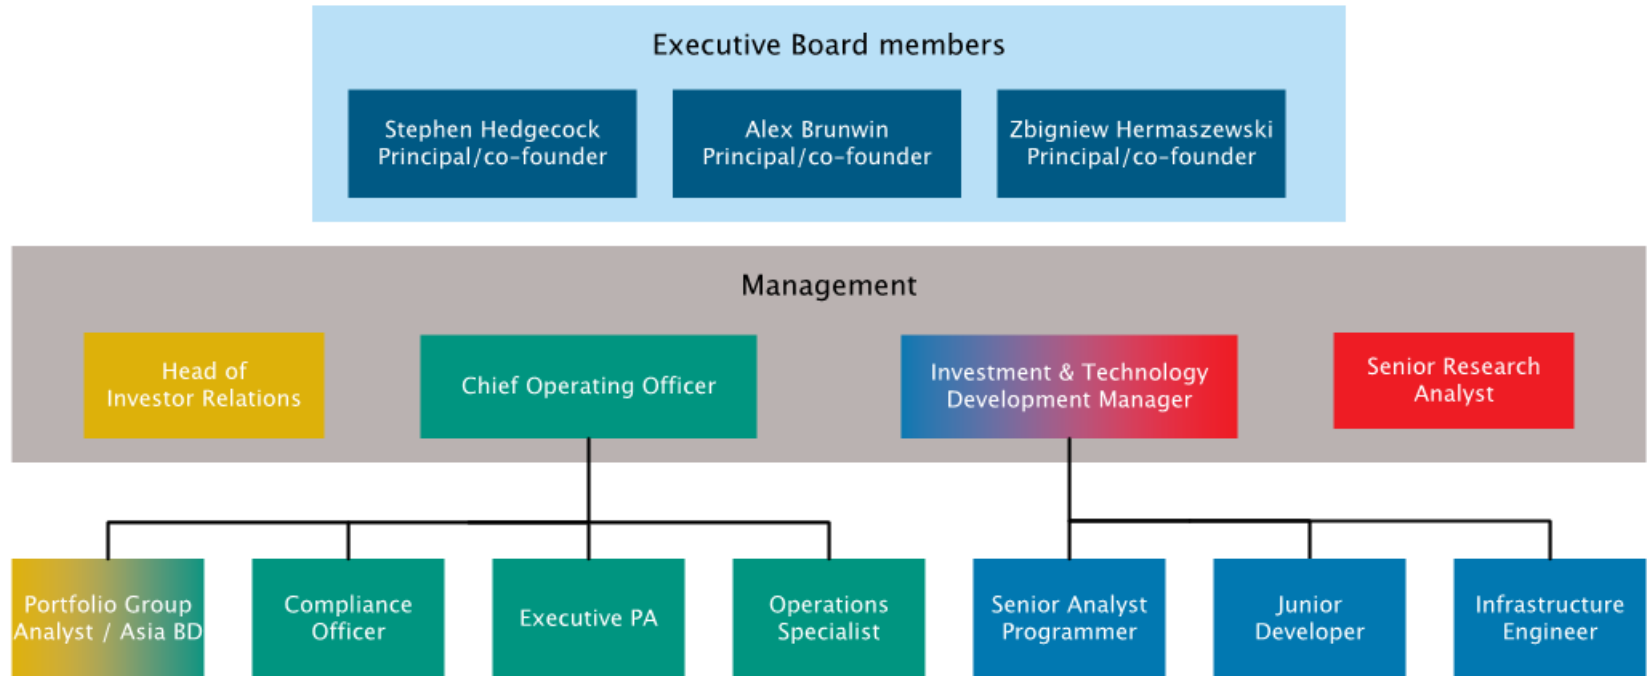 Executive Board members
Stephen Hedgecock
Principal/co-founder
Alex Brunwin
Principal/co-founder
Zbigniew Hermaszewski
Principal/co-founder
Management
Head of
Investor Relations
Chief Operating Officer
Investment & Technology
Development Manager
Senior Research
Analyst
Portfolio Group
Analyst / Asia BD
Compliance
Officer
Executive PA
Operations
Specialist
Senior Analyst
Programmer
Junior
Developer
Infrastructure
Engineer